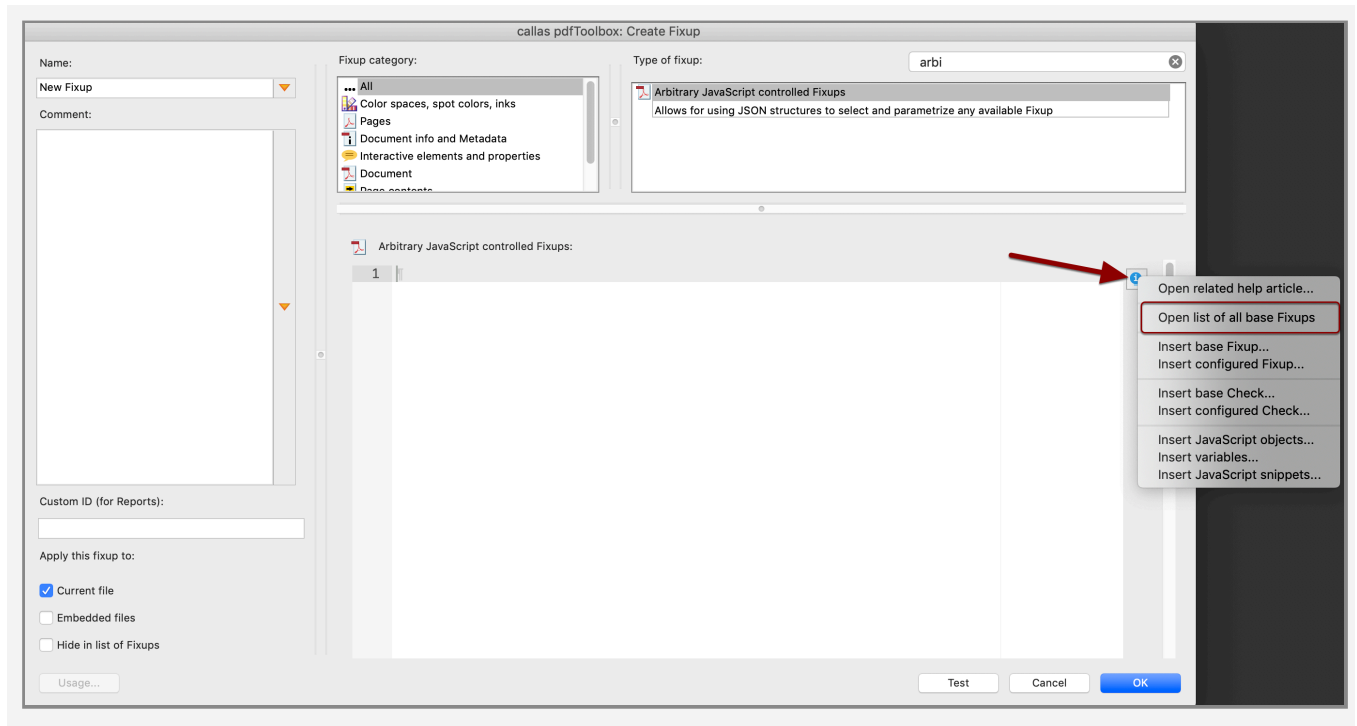 callas pdfToolbox: Create Fixup
Name:
New Fixup
Comment:
Custom ID (for Reports):
Apply this fixup to:
Current file
Embedded files
Hide in list of Fixups
Usage...
Fixup category:
... All
Color spaces, spot colors, inks
Pages
Document info and Metadata
Interactive elements and properties
Document
Page contents
Type of fixup:
arbi
Arbitrary JavaScript controlled Fixups
Allows for using JSON structures to select and parametrize any available Fixup
Arbitrary JavaScript controlled Fixups:
1
Open related help article...
Open list of all base Fixups
Insert base Fixup...
Insert configured Fixup...
Insert base Check...
Insert configured Check...
Insert JavaScript objects...
Insert variables...
Insert JavaScript snippets...
Test
Cancel
OK